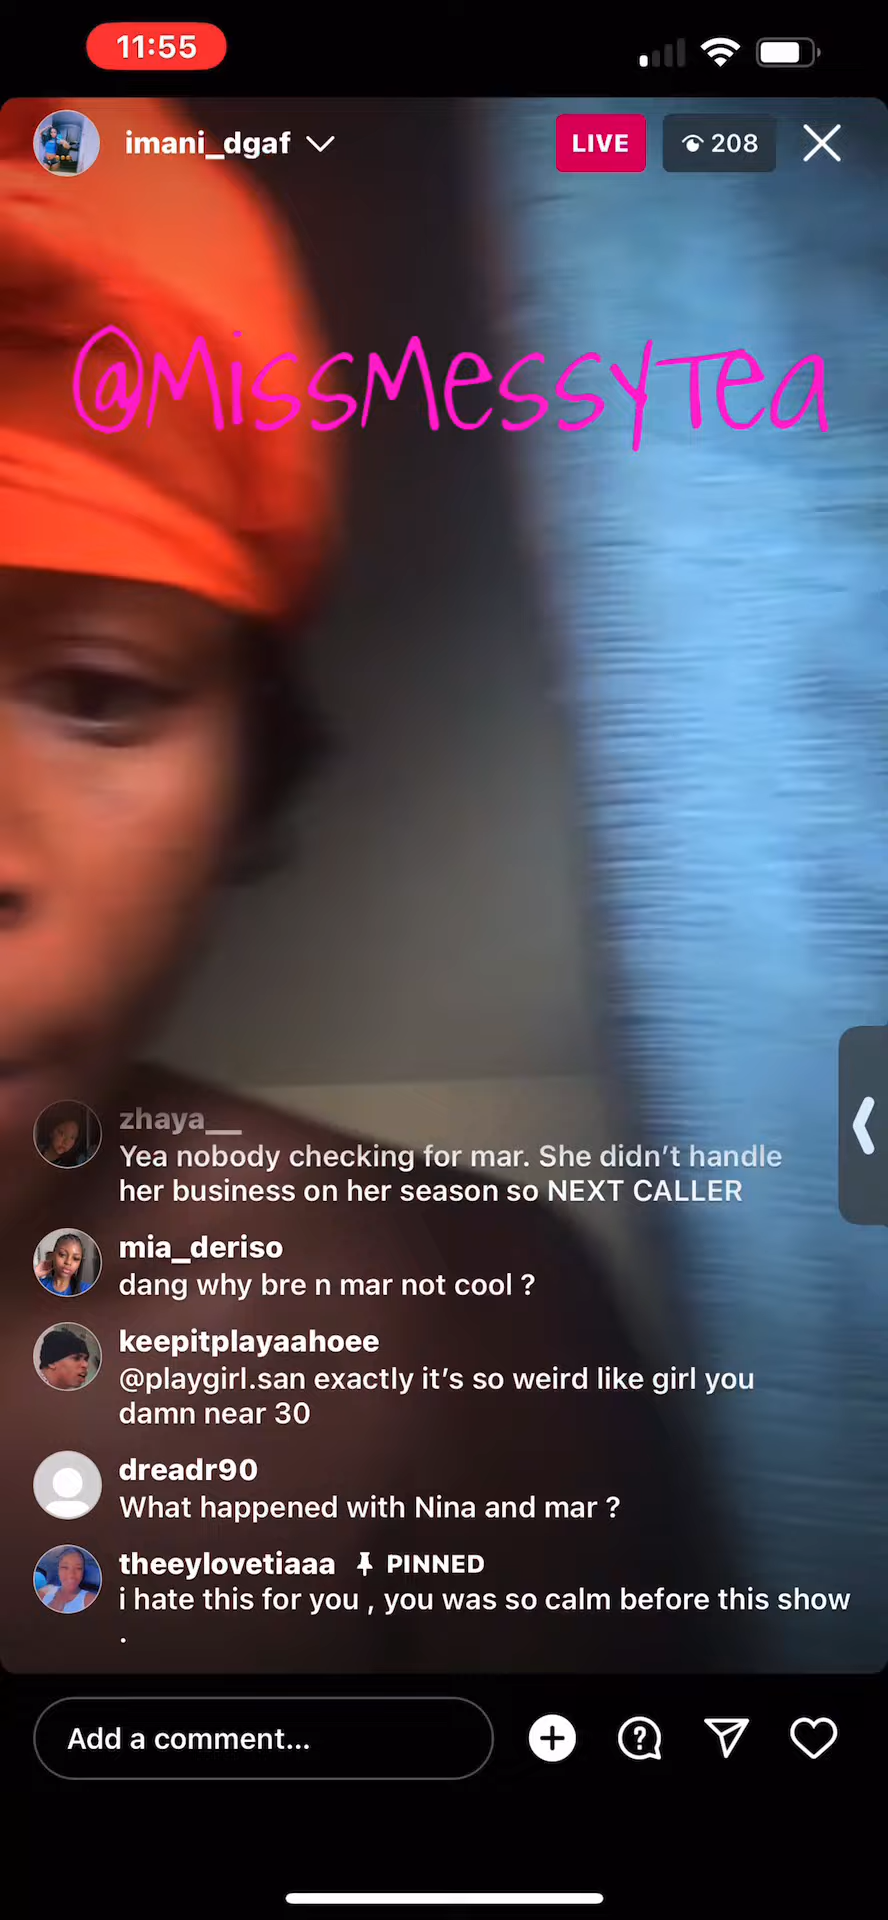 11:55
imani_dgaf
LIVE
208
@MissMessyTea
zhaya__
Yea nobody checking for mar. She didn't handle
her business on her season so NEXT CALLER
mia_deriso
dang why bre n mar not cool ?
keepitplayaahoee
@playgirl.san exactly it's so weird like girl you
damn near 30
dreadr90
What happened with Nina and mar ?
theeylovetiaaa PINNED
i hate this for you , you was so calm before this show
.
Add a comment...